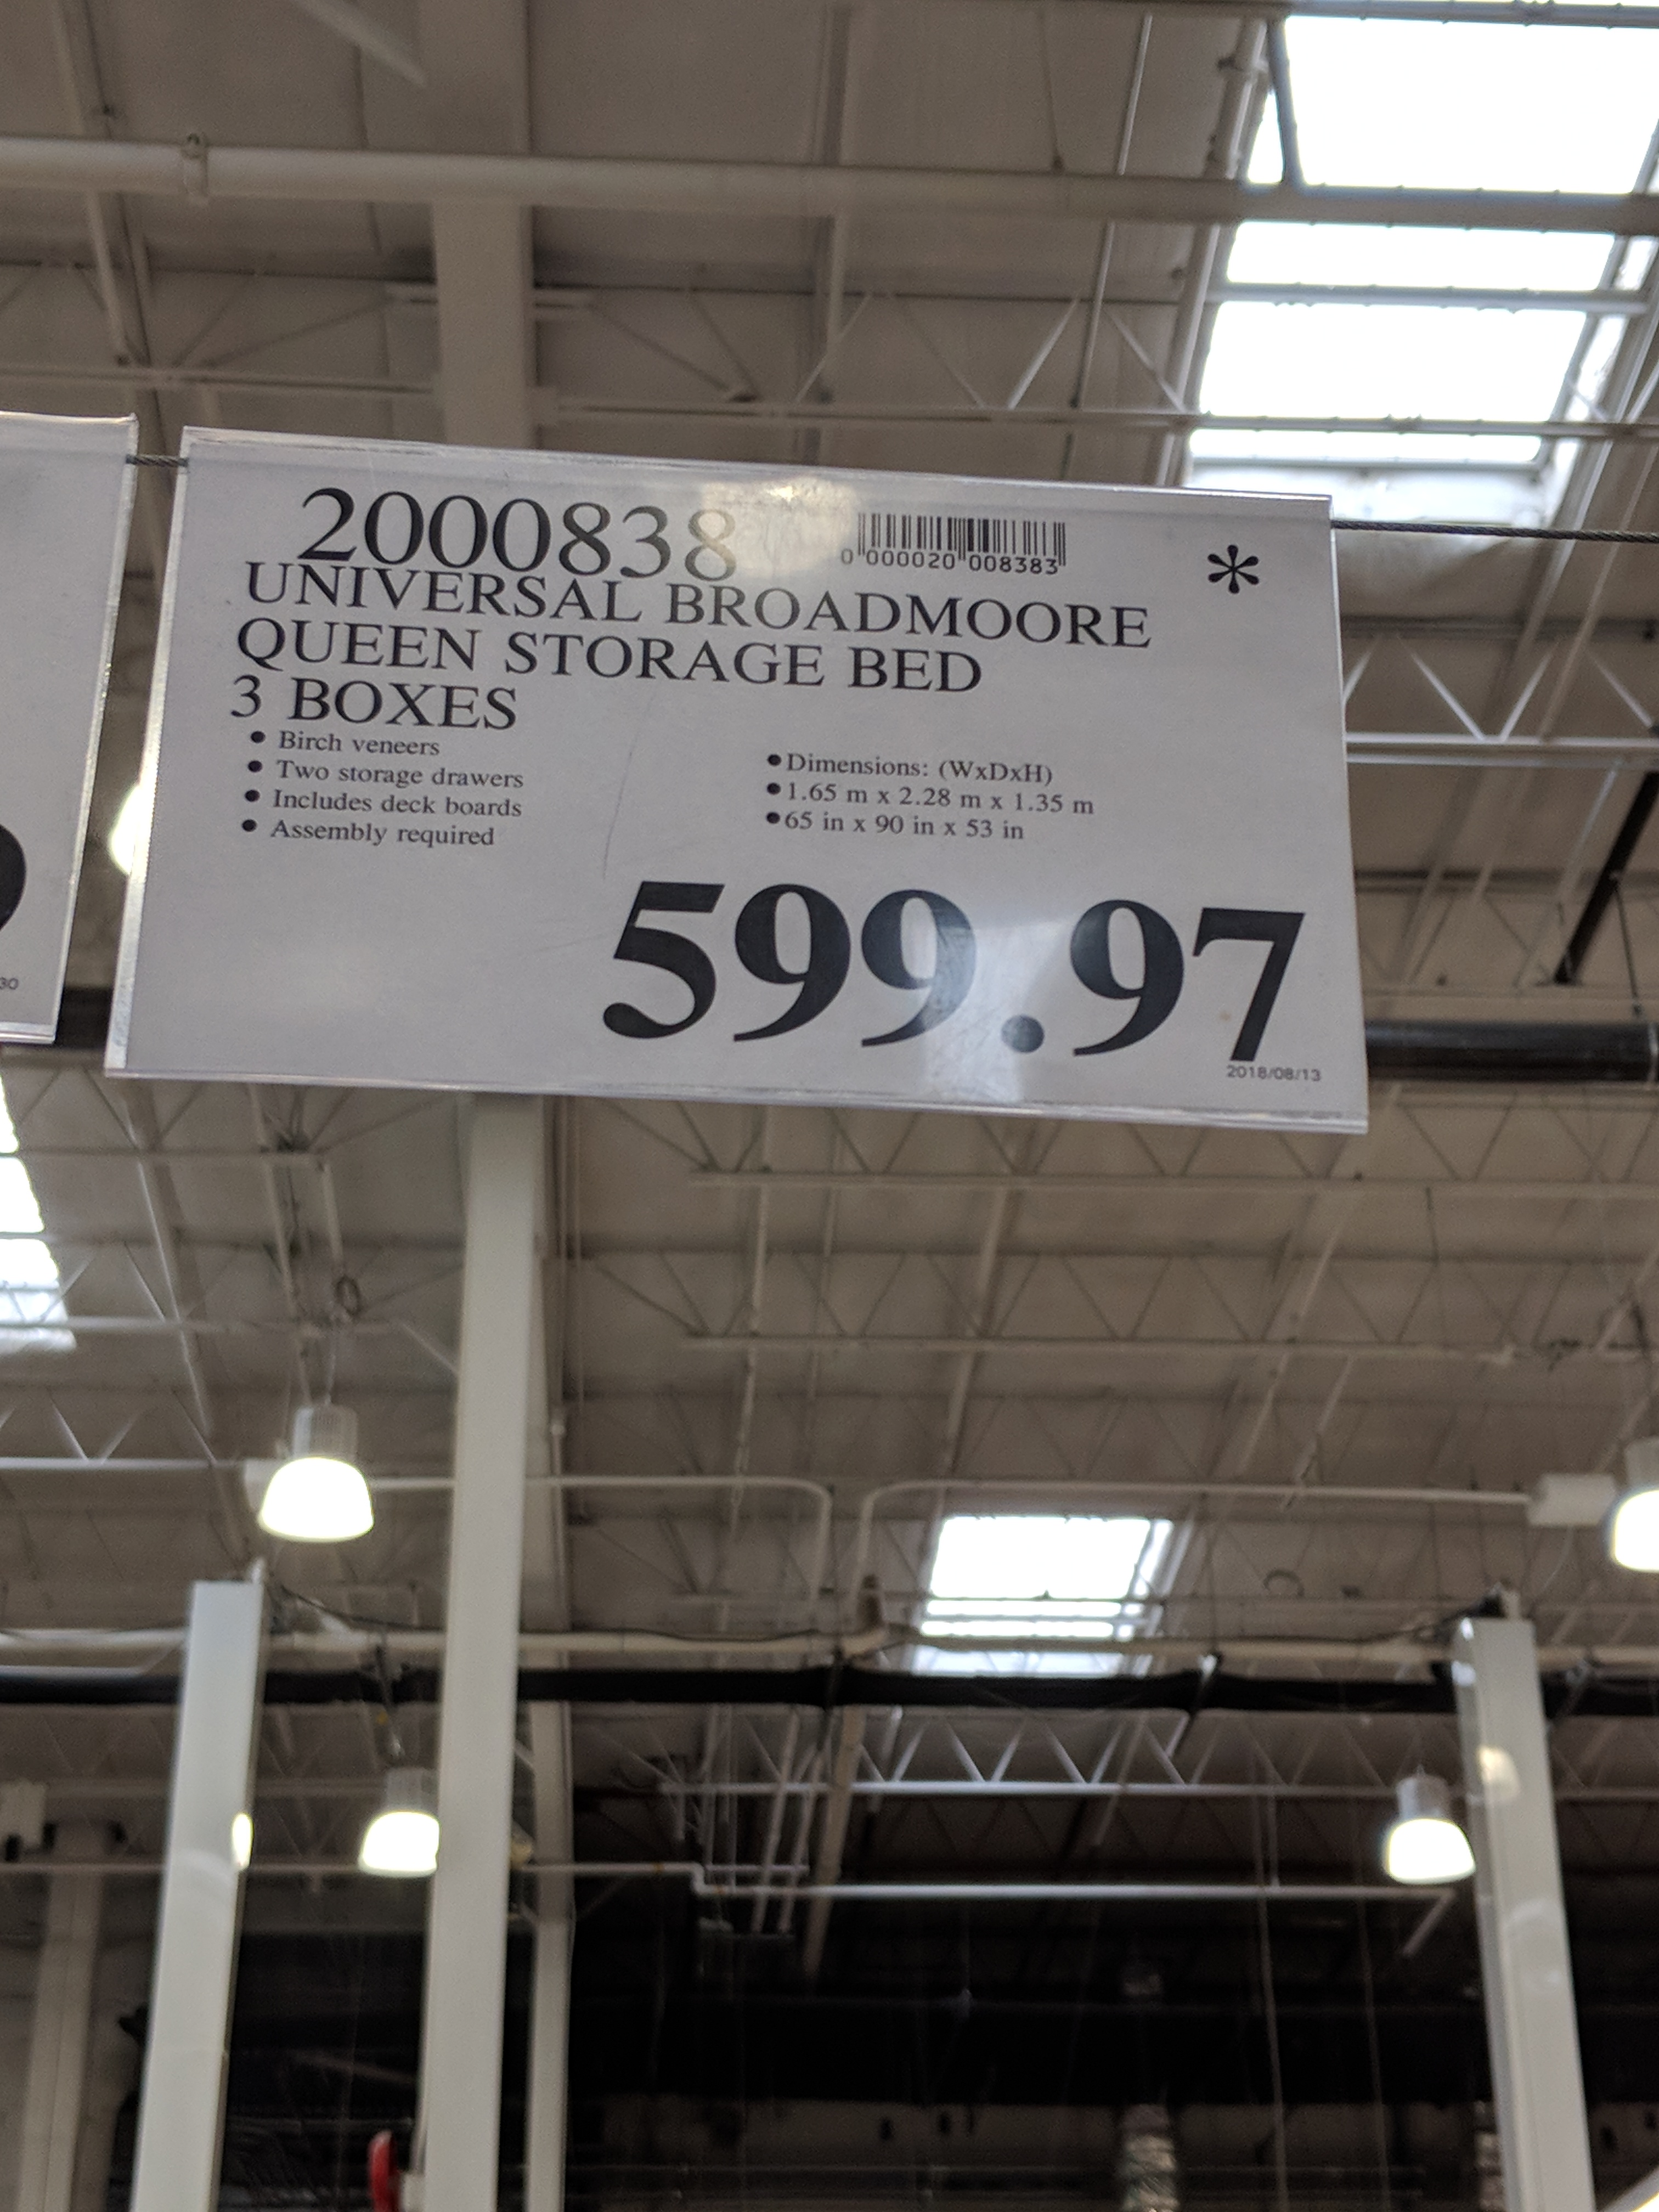 2000838
0 000020 008383
*
UNIVERSAL BROADMOORE
QUEEN STORAGE BED
3 BOXES
• Birch veneers
• Two storage drawers
• Includes deck boards
• Assembly required
• Dimensions: (WxDxH)
• 1.65 m x 2.28 m x 1.35 m
• 65 in x 90 in x 53 in
599.97
2018/08/13
30